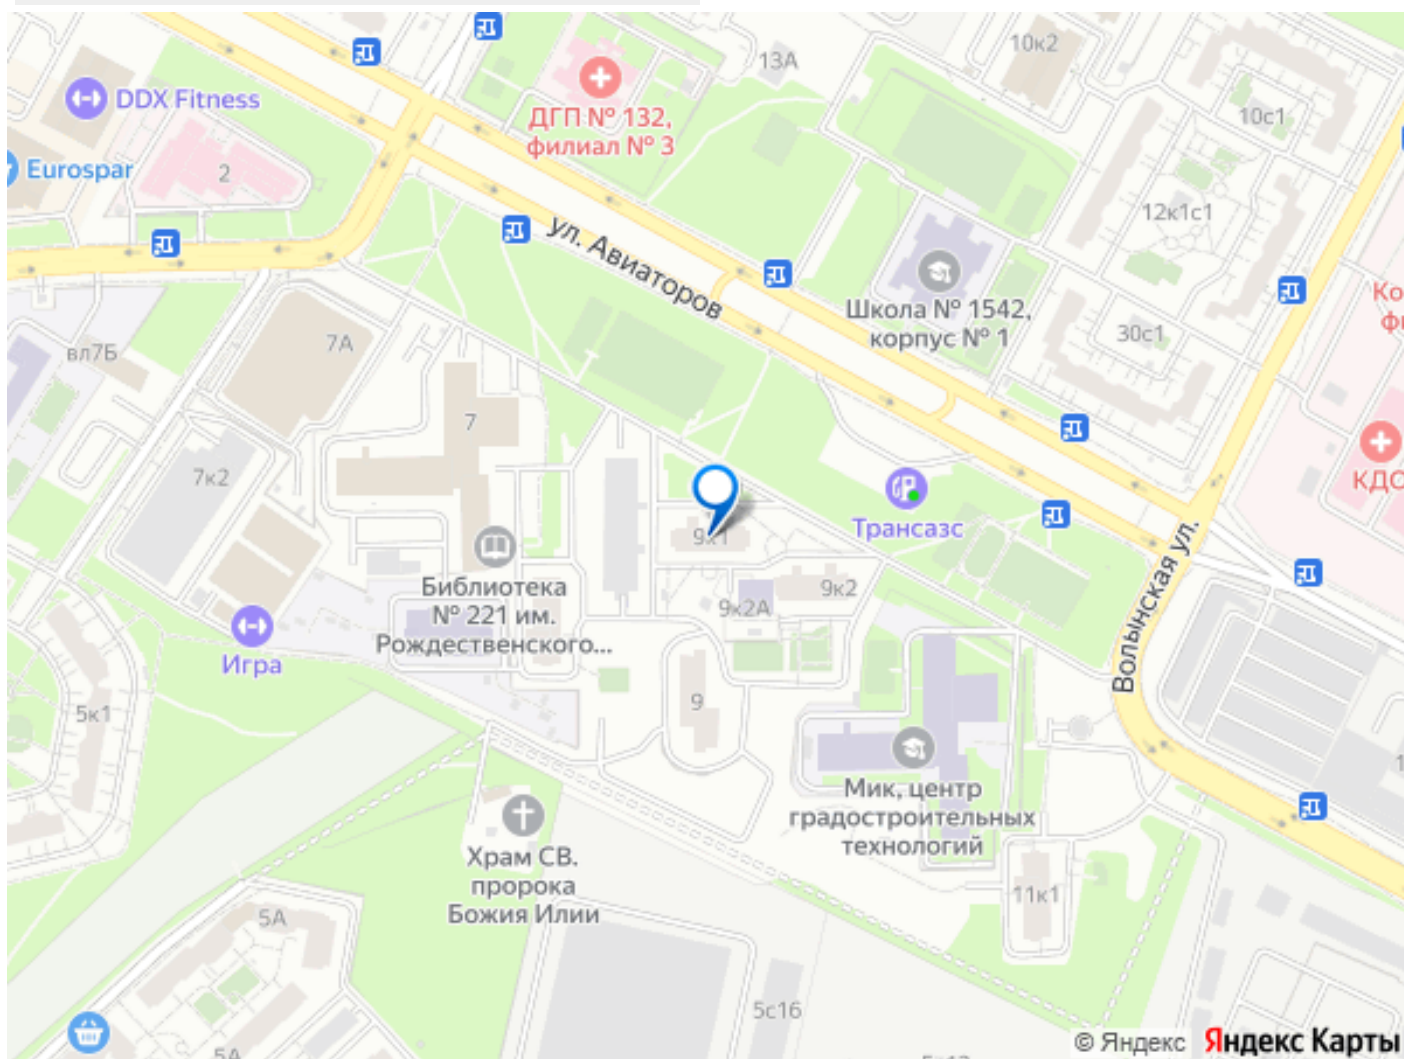 10к2
13А
DDX Fitness
ДГП № 132,
филиал № 3
10с1
Eurospar
2
12к1с1
ул. Авиаторов
Школа № 1542,
корпус № 1
30с1
7А
вл7Б
7
7к2
КДО
Трансазс
9к1
Волынская ул.
Библиотека
№ 221 им.
Рождественского...
9к2
9к2А
Игра
9
5к1
Мик, центр
градостроительных
технологий
Храм СВ.
пророка
Божия Илии
11к1
5А
5с16
5А
© Яндекс Яндекс Карты